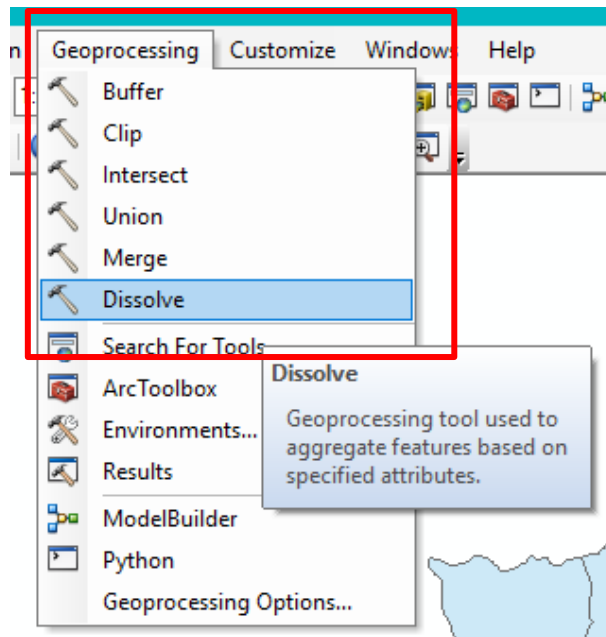 Geoprocessing Customize Windows Help
Buffer
Clip
Intersect
Union
Merge
Dissolve
Search For Tools
ArcToolbox
Environments...
Results
ModelBuilder
Python
Geoprocessing Options...
Dissolve
Geoprocessing tool used to
aggregate features based on
specified attributes.